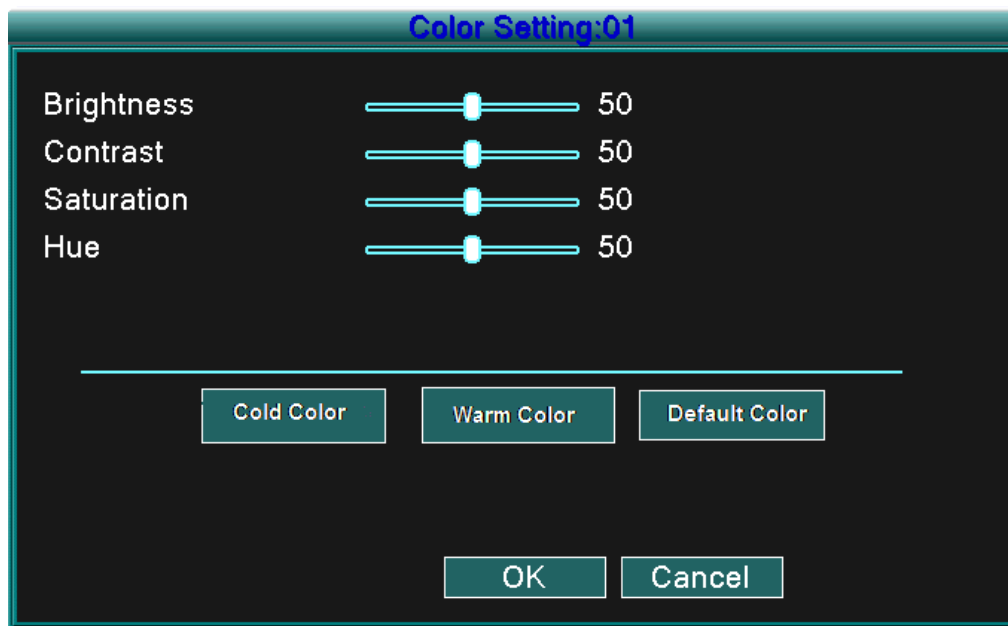 Color Setting:01
Brightness 50
Contrast 50
Saturation 50
Hue 50
Cold Color Warm Color Default Color
OK Cancel